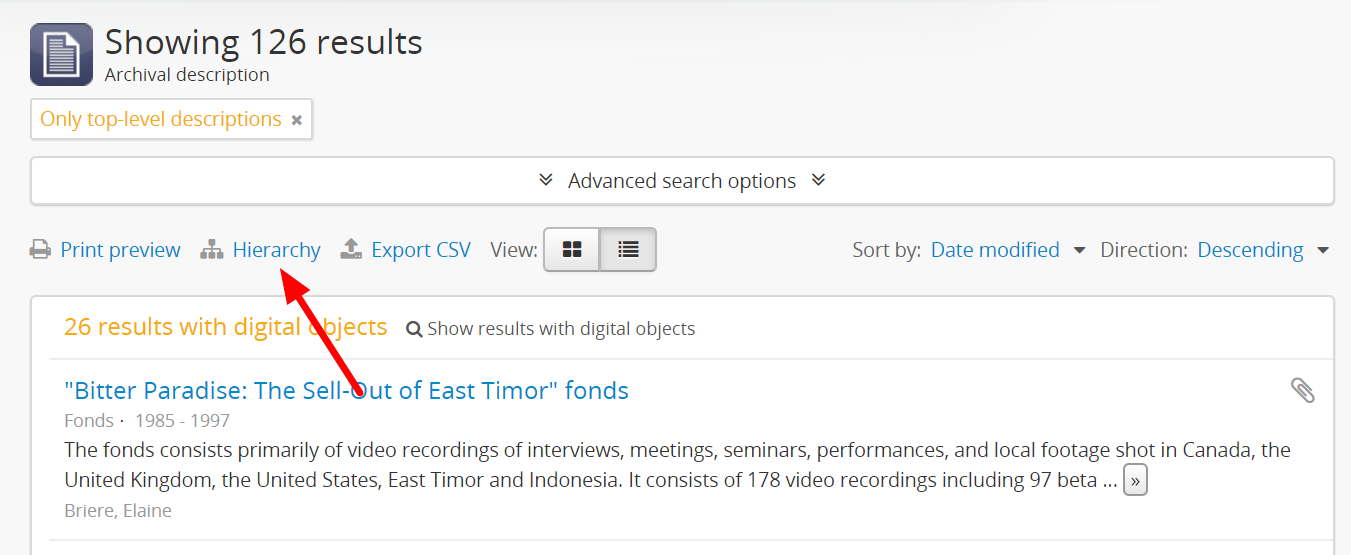 Showing 126 results
Archival description
Only top-level descriptions ×
Advanced search options
Print preview Hierarchy Export CSV View: Sort by: Date modified Direction: Descending
26 results with digital objects Show results with digital objects
"Bitter Paradise: The Sell-Out of East Timor" fonds
Fonds · 1985 - 1997
The fonds consists primarily of video recordings of interviews, meetings, seminars, performances, and local footage shot in Canada, the
United Kingdom, the United States, East Timor and Indonesia. It consists of 178 video recordings including 97 beta ... »
Briere, Elaine